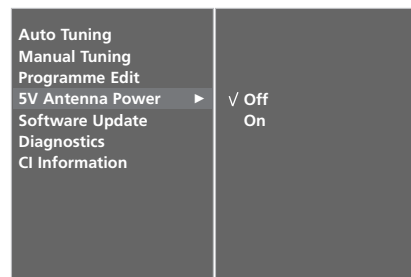 Auto Tuning
Manual Tuning
Programme Edit
5V Antenna Power ►
Software Update
Diagnostics
CI Information
√ Off
On